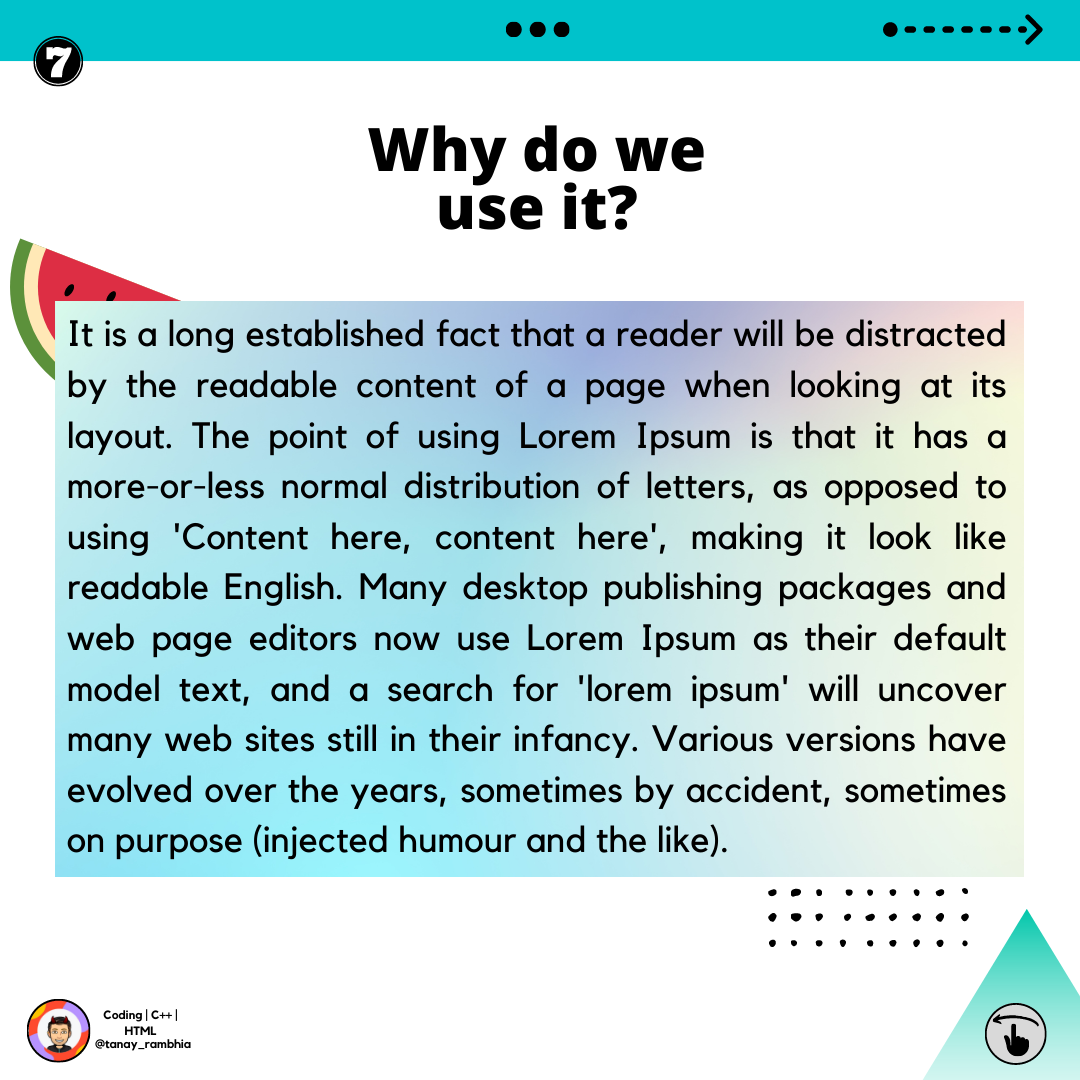 7
Why do we
use it?
It is a long established fact that a reader will be distracted
by the readable content of a page when looking at its
layout. The point of using Lorem Ipsum is that it has a
more-or-less normal distribution of letters, as opposed to
using 'Content here, content here', making it look like
readable English. Many desktop publishing packages and
web page editors now use Lorem Ipsum as their default
model text, and a search for 'lorem ipsum' will uncover
many web sites still in their infancy. Various versions have
evolved over the years, sometimes by accident, sometimes
on purpose (injected humour and the like).
Coding | C++ |
HTML
@tanay_rambhia